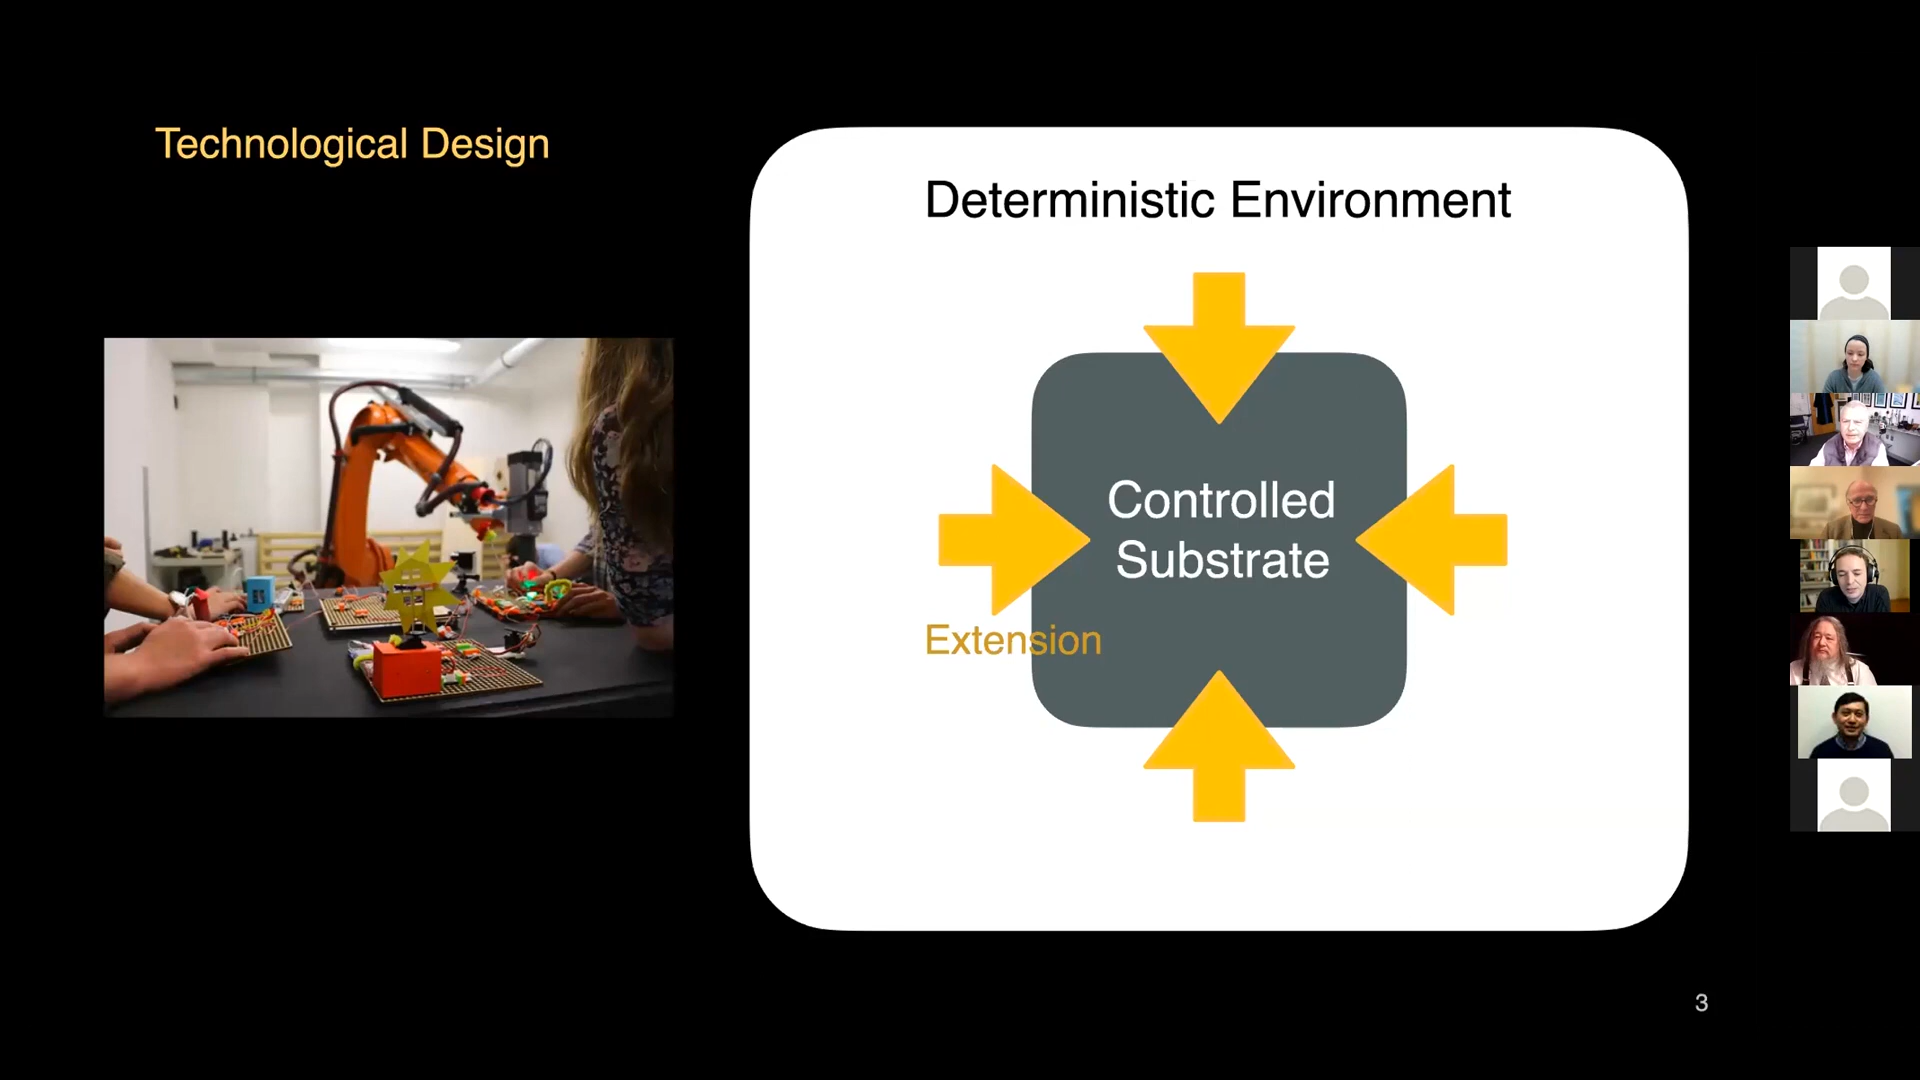 Technological Design
Deterministic Environment
Controlled
Substrate
Extension
3